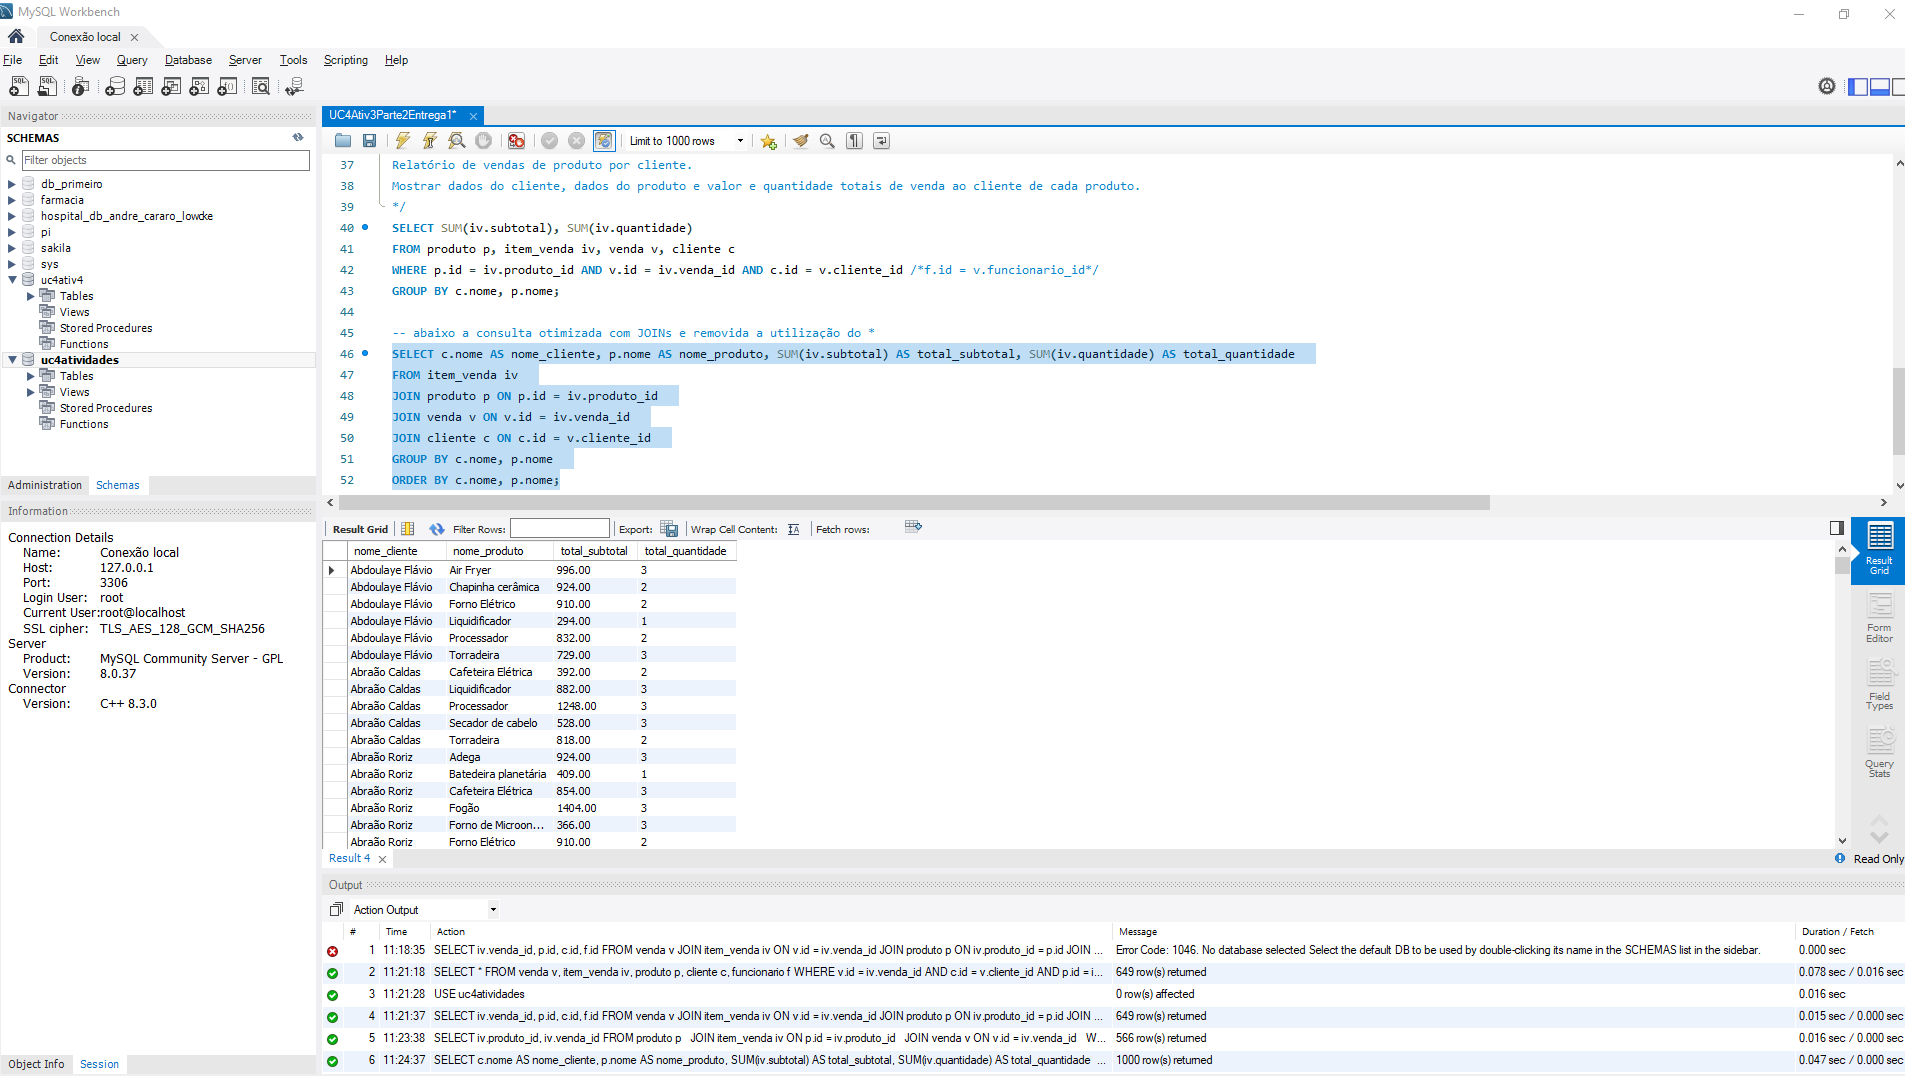 MySQL Workbench
Conexão local
File Edit View Query Database Server Tools Scripting Help
Navigator
SCHEMAS
Filter objects
db_primeiro
farmacia
hospital_db_andre_cararo_lowcke
pi
sakila
sys
uc4ativ4
Tables
Views
Stored Procedures
Functions
uc4atividades
Tables
Views
Stored Procedures
Functions
Administration Schemas
Information
Connection Details
Name: Conexão local
Host: 127.0.0.1
Port: 3306
Login User: root
Current User:root@localhost
SSL cipher: TLS_AES_128_GCM_SHA256
Server
Product: MySQL Community Server - GPL
Version: 8.0.37
Connector
Version: C++ 8.3.0
Object Info Session
UC4Ativ3Parte2Entrega1*
Limit to 1000 rows
37 Relatório de vendas de produto por cliente.
38 Mostrar dados do cliente, dados do produto e valor e quantidade totais de venda ao cliente de cada produto.
39 */
40 SELECT SUM(iv.subtotal), SUM(iv.quantidade)
41 FROM produto p, item_venda iv, venda v, cliente c
42 WHERE p.id = iv.produto_id AND v.id = iv.venda_id AND c.id = v.cliente_id /*f.id = v.funcionario_id*/
43 GROUP BY c.nome, p.nome;
44
45 -- abaixo a consulta otimizada com JOINs e removida a utilização do *
46 SELECT c.nome AS nome_cliente, p.nome AS nome_produto, SUM(iv.subtotal) AS total_subtotal, SUM(iv.quantidade) AS total_quantidade
47 FROM item_venda iv
48 JOIN produto p ON p.id = iv.produto_id
49 JOIN venda v ON v.id = iv.venda_id
50 JOIN cliente c ON c.id = v.cliente_id
51 GROUP BY c.nome, p.nome
52 ORDER BY c.nome, p.nome;
Result Grid Filter Rows: Export: Wrap Cell Content: Fetch rows:
nome_cliente nome_produto total_subtotal total_quantidade
Abdoulaye Flávio Air Fryer 996.00 3
Abdoulaye Flávio Chapinha cerâmica 924.00 2
Abdoulaye Flávio Forno Elétrico 910.00 2
Abdoulaye Flávio Liquidificador 294.00 1
Abdoulaye Flávio Processador 832.00 2
Abdoulaye Flávio Torradeira 729.00 3
Abraão Caldas Cafeteira Elétrica 392.00 2
Abraão Caldas Liquidificador 882.00 3
Abraão Caldas Processador 1248.00 3
Abraão Caldas Secador de cabelo 528.00 3
Abraão Caldas Torradeira 818.00 2
Abraão Roriz Adega 924.00 3
Abraão Roriz Batedeira planetária 409.00 1
Abraão Roriz Cafeteira Elétrica 854.00 3
Abraão Roriz Fogão 1404.00 3
Abraão Roriz Forno de Microon... 366.00 3
Abraão Roriz Forno Elétrico 910.00 2
Result Grid
Form Editor
Field Types
Query Stats
Result 4
Read Only
Output
Action Output
# Time Action Message Duration / Fetch
1 11:18:35 SELECT iv.venda_id, p.id, c.id, f.id FROM venda v JOIN item_venda iv ON v.id = iv.venda_id JOIN produto p ON iv.produto_id = p.id JOIN ... Error Code: 1046. No database selected Select the default DB to be used by double-clicking its name in the SCHEMAS list in the sidebar. 0.000 sec
2 11:21:18 SELECT * FROM venda v, item_venda iv, produto p, cliente c, funcionario f WHERE v.id = iv.venda_id AND c.id = v.cliente_id AND p.id = i... 649 row(s) returned 0.078 sec / 0.016 sec
3 11:21:28 USE uc4atividades 0 row(s) affected 0.016 sec
4 11:21:37 SELECT iv.venda_id, p.id, c.id, f.id FROM venda v JOIN item_venda iv ON v.id = iv.venda_id JOIN produto p ON iv.produto_id = p.id JOIN ... 649 row(s) returned 0.015 sec / 0.000 sec
5 11:23:38 SELECT iv.produto_id, iv.venda_id FROM produto p JOIN item_venda iv ON p.id = iv.produto_id JOIN venda v ON v.id = iv.venda_id W... 566 row(s) returned 0.016 sec / 0.000 sec
6 11:24:37 SELECT c.nome AS nome_cliente, p.nome AS nome_produto, SUM(iv.subtotal) AS total_subtotal, SUM(iv.quantidade) AS total_quantidade ... 1000 row(s) returned 0.047 sec / 0.000 sec